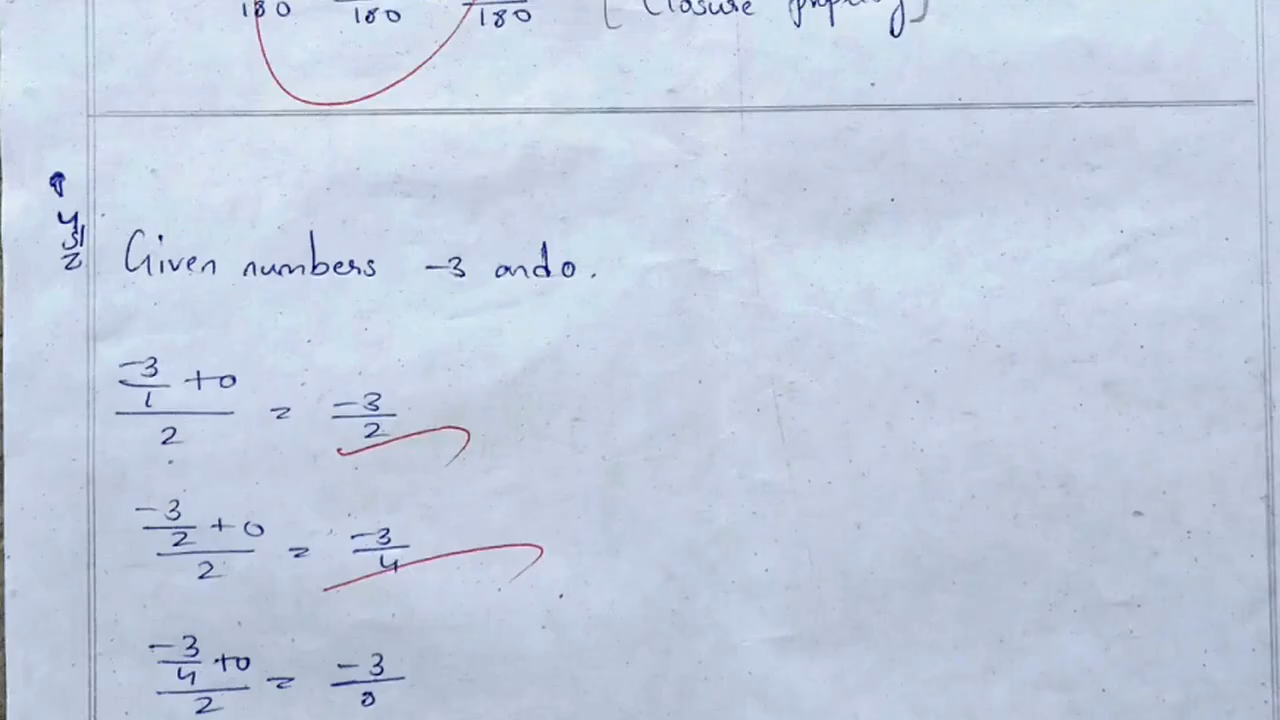 180 180 180 [Closure property]
Given numbers -3 and 0.
(-3/1 + 0)/2 = -3/2
(-3/2 + 0)/2 = -3/4
(-3/4 + 0)/2 = -3/8